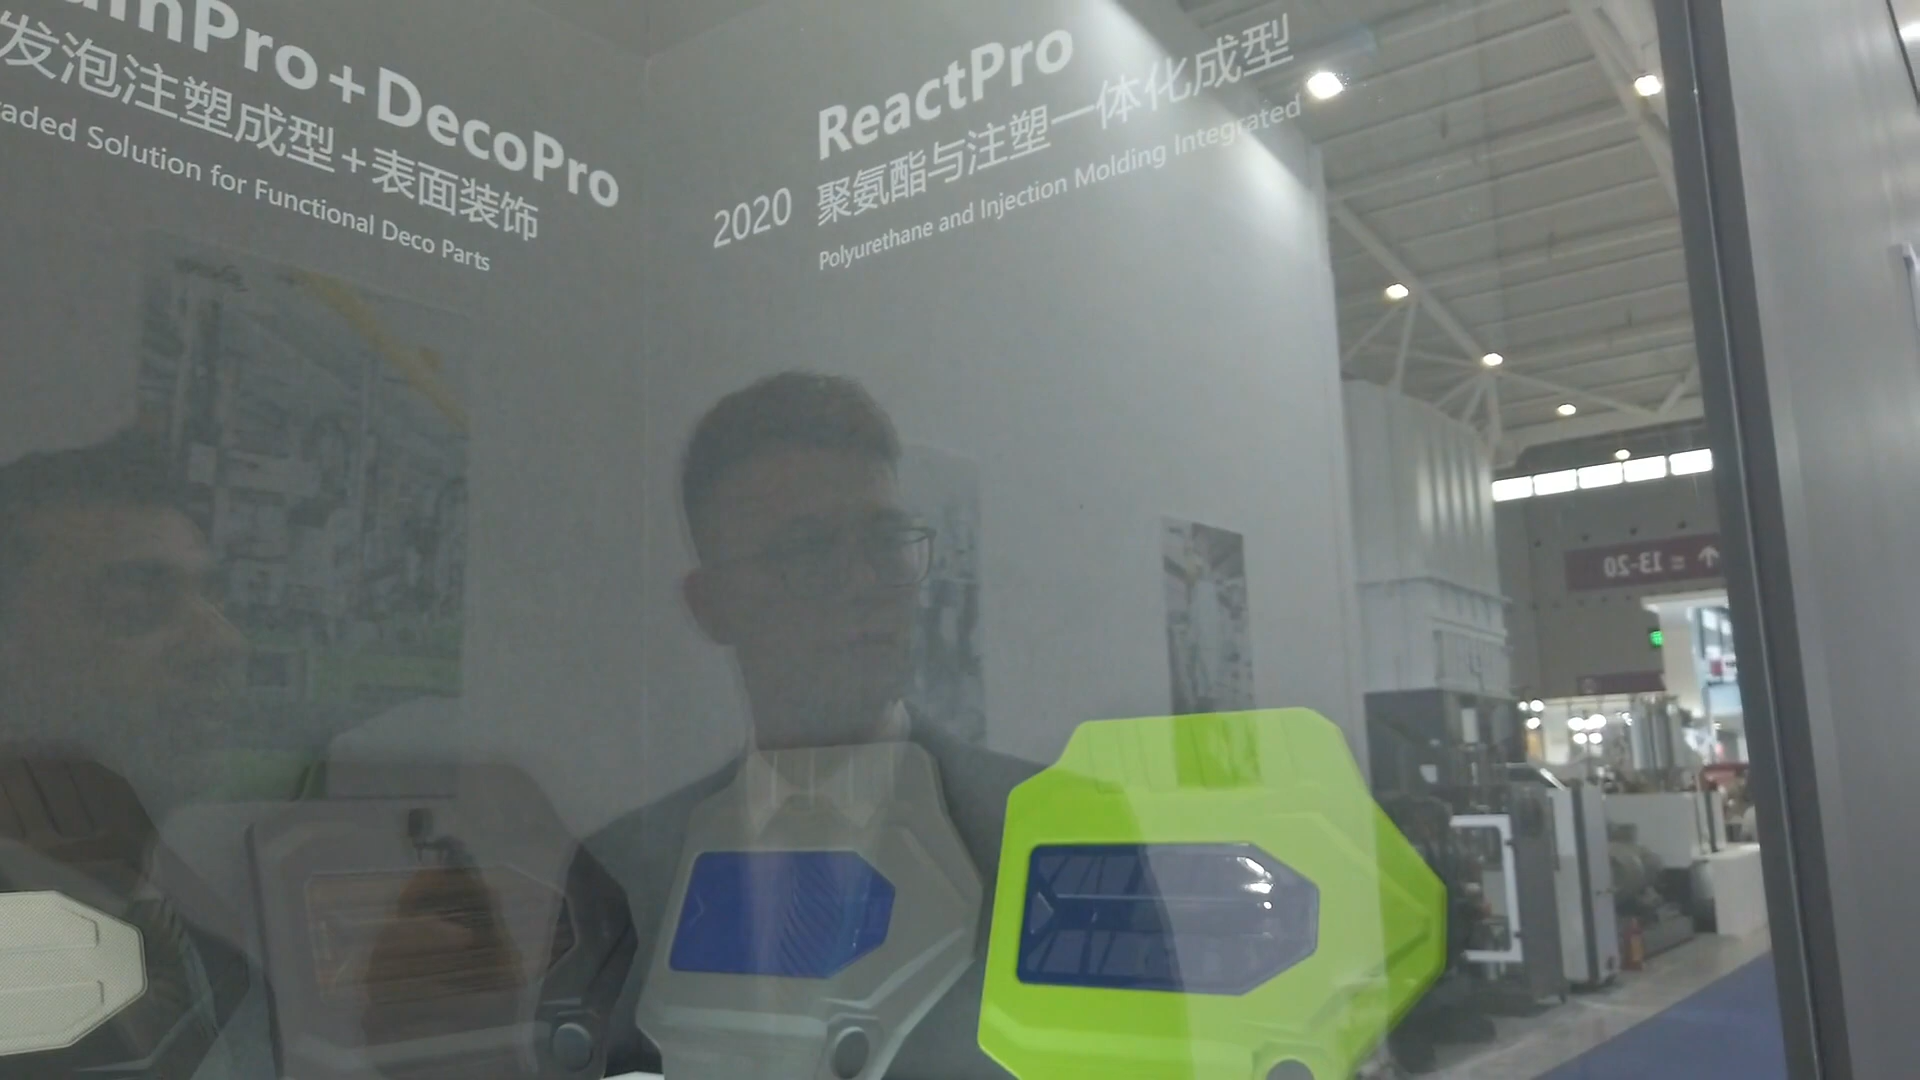 Pro+DecoPro
发泡注塑成型+表面装饰
Solution for Functional Deco Parts
ReactPro
2020 聚氨酯与注塑一体化成型
Polyurethane and Injection Molding Integrated
13-20